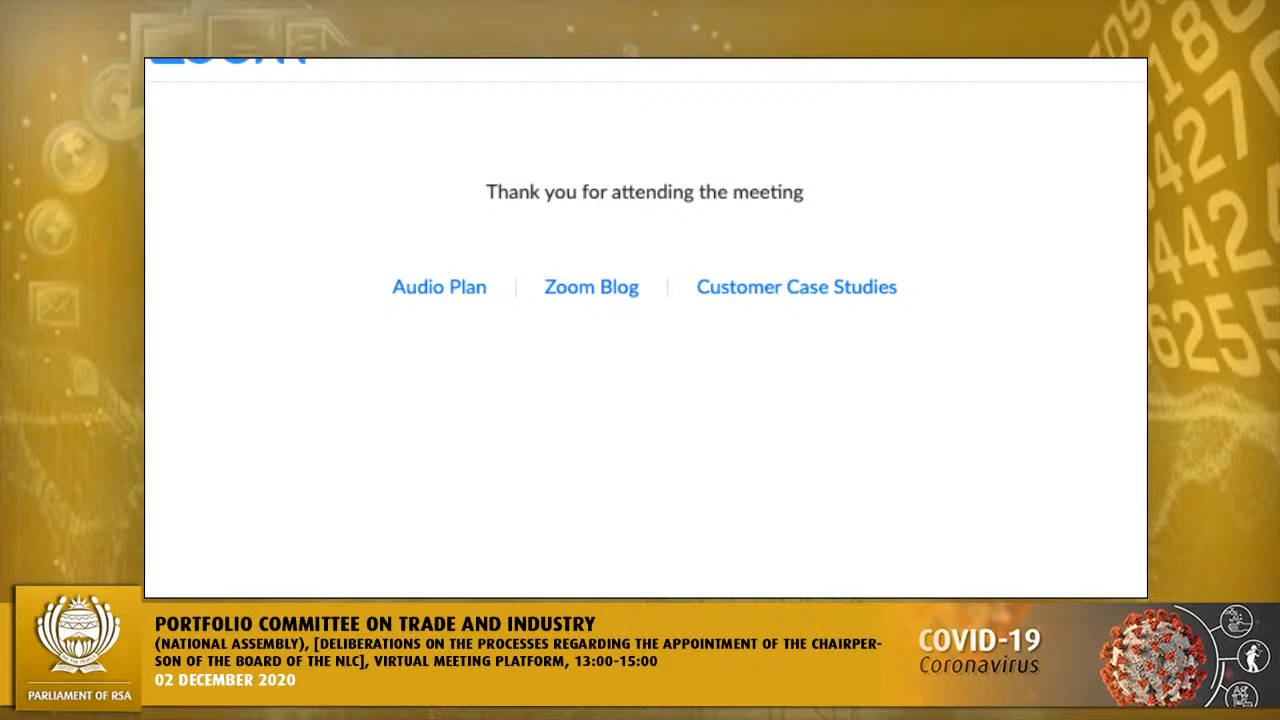 Thank you for attending the meeting
Audio Plan
Zoom Blog
Customer Case Studies
PORTFOLIO COMMITTEE ON TRADE AND INDUSTRY
(NATIONAL ASSEMBLY), [DELIBERATIONS ON THE PROCESSES REGARDING THE APPOINTMENT OF THE CHAIRPER-
SON OF THE BOARD OF THE NLC], VIRTUAL MEETING PLATFORM, 13:00-15:00
02 DECEMBER 2020
PARLIAMENT OF RSA
COVID-19
Coronavirus